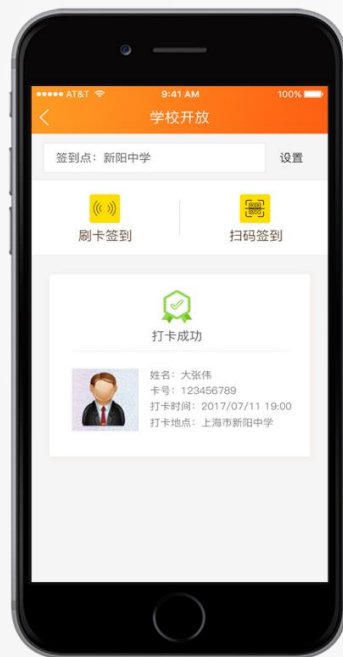 AT&T 9:41 AM 100%
学校开放
签到点：新阳中学 设置
刷卡签到 扫码签到
打卡成功
姓名：大张伟
卡号：123456789
打卡时间：2017/07/11 19:00
打卡地点：上海市新阳中学